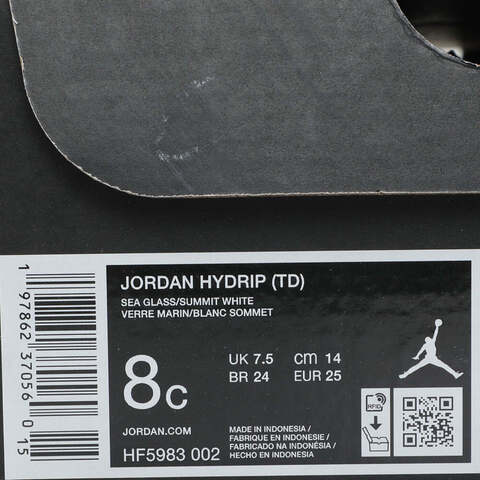 JORDAN HYDRIP (TD)
SEA GLASS/SUMMIT WHITE
VERRE MARIN/BLANC SOMMET
8C
UK 7.5 cm 14
BR 24 EUR 25
JORDAN.COM
HF5983 002
MADE IN INDONESIA /
FABRIQUE EN INDONESIE /
FABRICADO NA INDONÉSIA /
HECHO EN INDONESIA
RFID
1 97862 37056 0 15